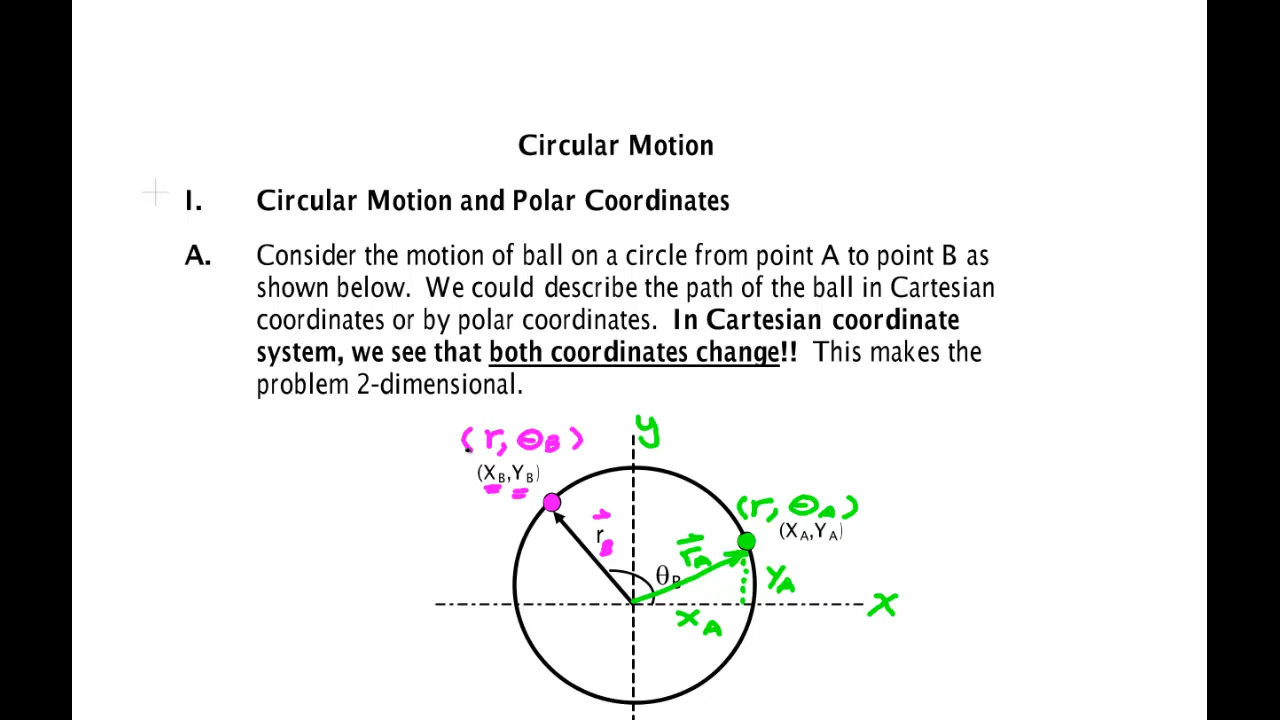 Circular Motion
I. Circular Motion and Polar Coordinates
A. Consider the motion of ball on a circle from point A to point B as
shown below. We could describe the path of the ball in Cartesian
coordinates or by polar coordinates. In Cartesian coordinate
system, we see that both coordinates change!! This makes the
problem 2-dimensional.
y
(r, θB)
(XB,YB)
(r, θA)
(XA,YA)
rB
rA
θB
YA
x
XA